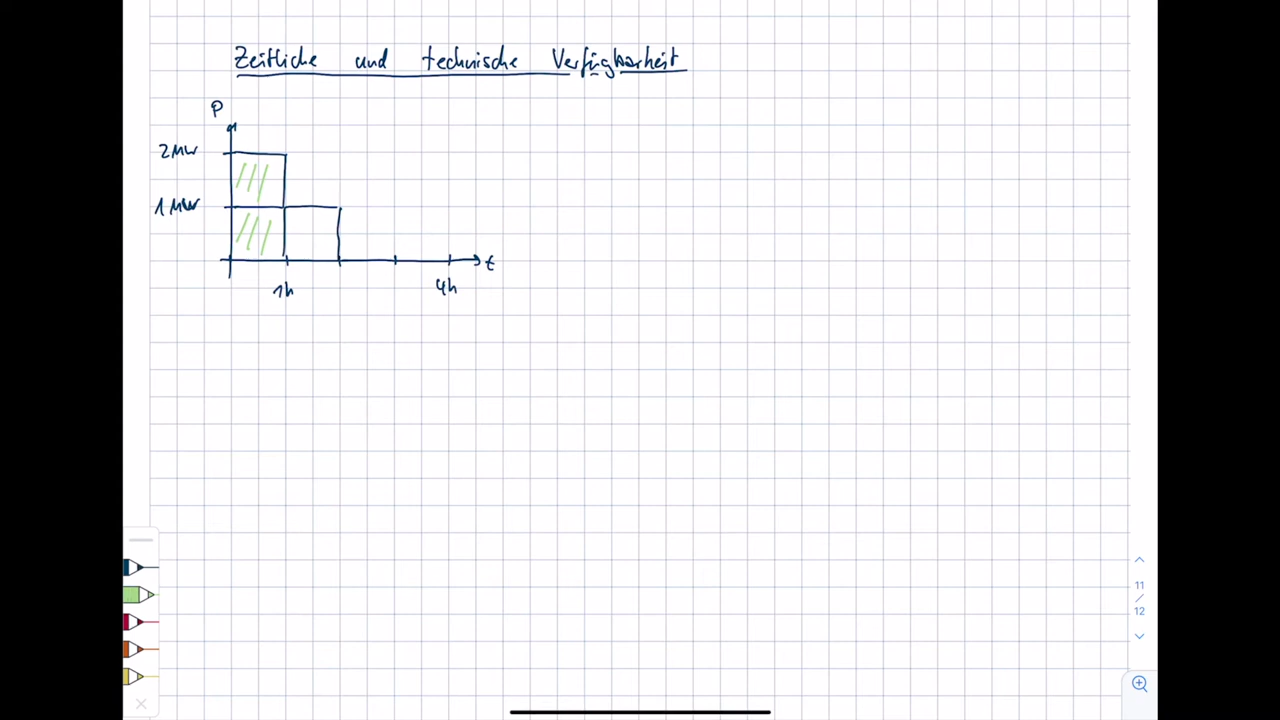 Zeitliche und technische Verfügbarkeit
P
2MW
1MW
t
1h
4h
11
/
12